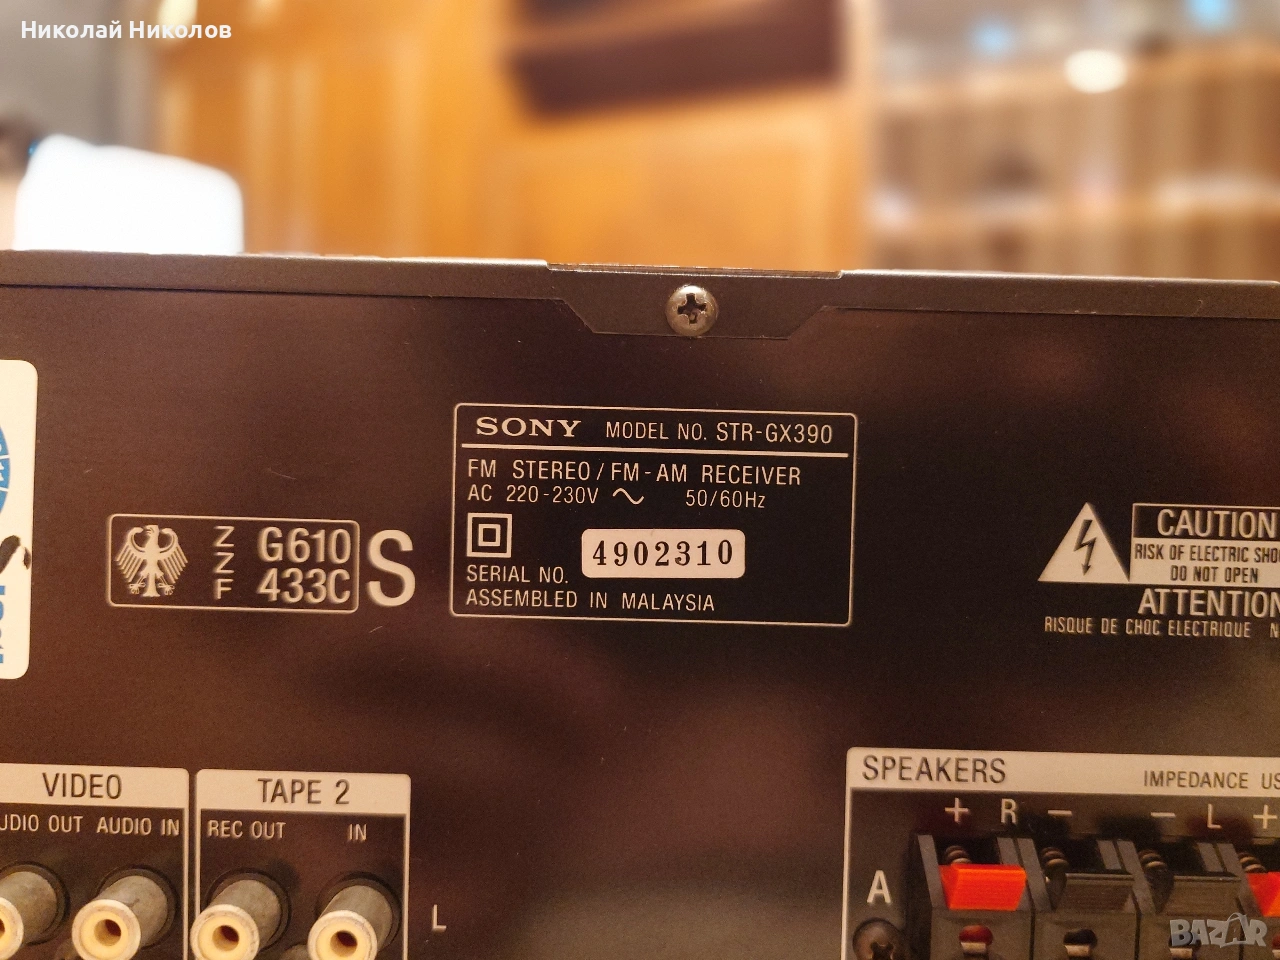 Николай Николов
SONY MODEL NO. STR-GX390
FM STEREO / FM-AM RECEIVER
AC 220-230V ~ 50/60Hz
4902310
SERIAL NO.
ASSEMBLED IN MALAYSIA
Z Z F
G610
433C
S
CAUTION
RISK OF ELECTRIC
DO NOT OPEN
ATTENTION
RISQUE DE CHOC ELECTRIQUE
VIDEO
AUDIO OUT AUDIO IN
TAPE 2
REC OUT IN
L
SPEAKERS IMPEDANCE
+ R − − L +
A
BAZAR